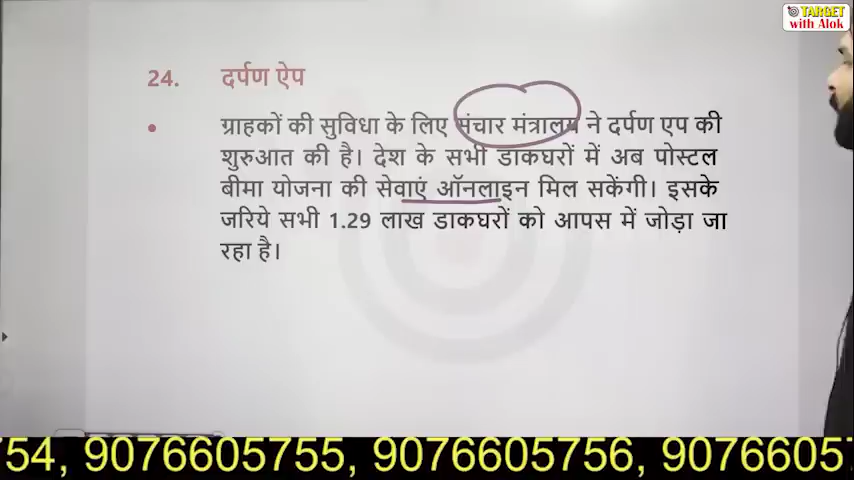 TARGET
with Alok
24. दर्पण ऐप
• ग्राहकों की सुविधा के लिए संचार मंत्रालय ने दर्पण एप की
शुरुआत की है। देश के सभी डाकघरों में अब पोस्टल
बीमा योजना की सेवाएं ऑनलाइन मिल सकेंगी। इसके
जरिये सभी 1.29 लाख डाकघरों को आपस में जोड़ा जा
रहा है।
54, 9076605755, 9076605756, 9076605